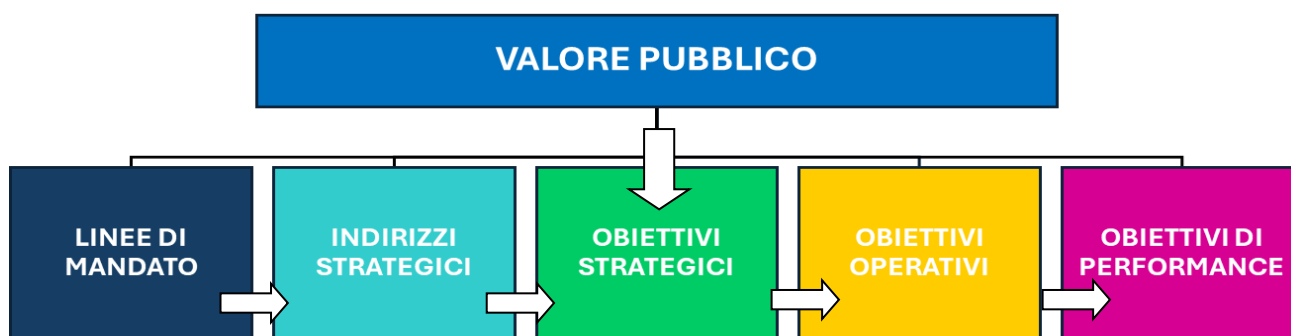 VALORE PUBBLICO
LINEE DI
MANDATO
INDIRIZZI
STRATEGICI
OBIETTIVI
STRATEGICI
OBIETTIVI
OPERATIVI
OBIETTIVI DI
PERFORMANCE